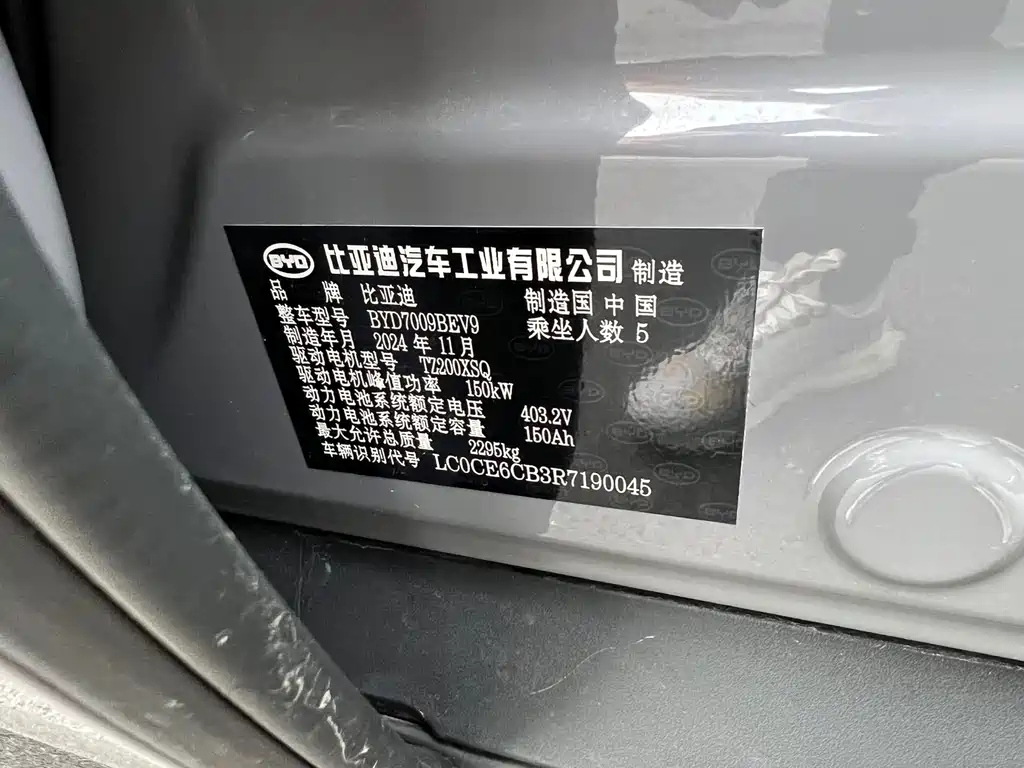 BYD 比亚迪汽车工业有限公司 制造
品 牌 比亚迪 制造国 中国
整车型号 BYD7009BEV9 乘坐人数 5
制造年月 2024 年 11 月
驱动电机型号 TZ200XSQ
驱动电机峰值功率 150kW
动力电池系统额定电压 403.2V
动力电池系统额定容量 150Ah
最大允许总质量 2295kg
车辆识别代号 LC0CE6CB3R7190045